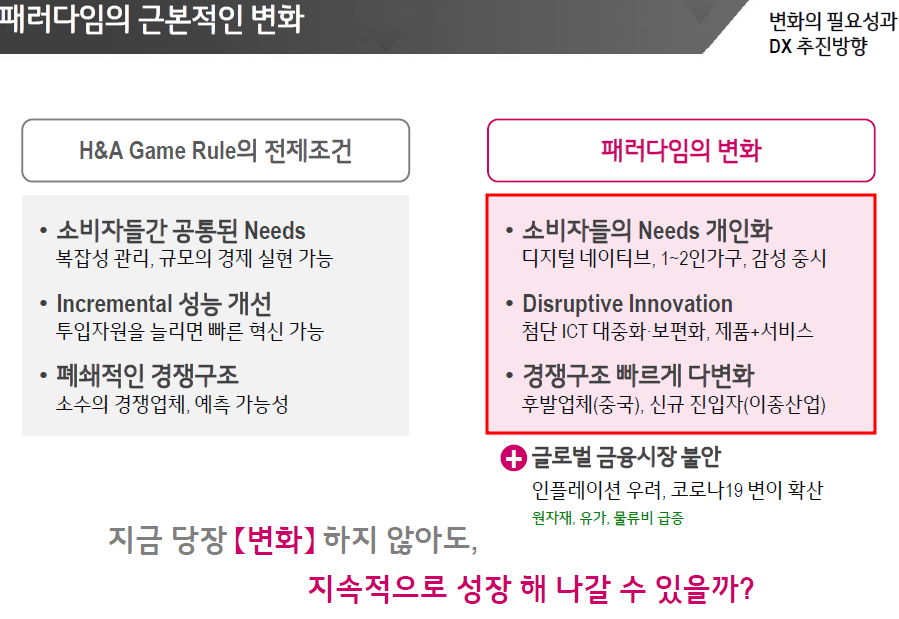 패러다임의 근본적인 변화
변화의 필요성과
DX 추진방향
H&A Game Rule의 전제조건
• 소비자들간 공통된 Needs
복잡성 관리, 규모의 경제 실현 가능
• Incremental 성능 개선
투입자원을 늘리면 빠른 혁신 가능
• 폐쇄적인 경쟁구조
소수의 경쟁업체, 예측 가능성
패러다임의 변화
• 소비자들의 Needs 개인화
디지털 네이티브, 1~2인가구, 감성 중시
• Disruptive Innovation
첨단 ICT 대중화·보편화, 제품+서비스
• 경쟁구조 빠르게 다변화
후발업체(중국), 신규 진입자(이종산업)
+ 글로벌 금융시장 불안
인플레이션 우려, 코로나19 변이 확산
원자재, 유가, 물류비 급증
지금 당장 【변화】 하지 않아도,
지속적으로 성장 해 나갈 수 있을까?